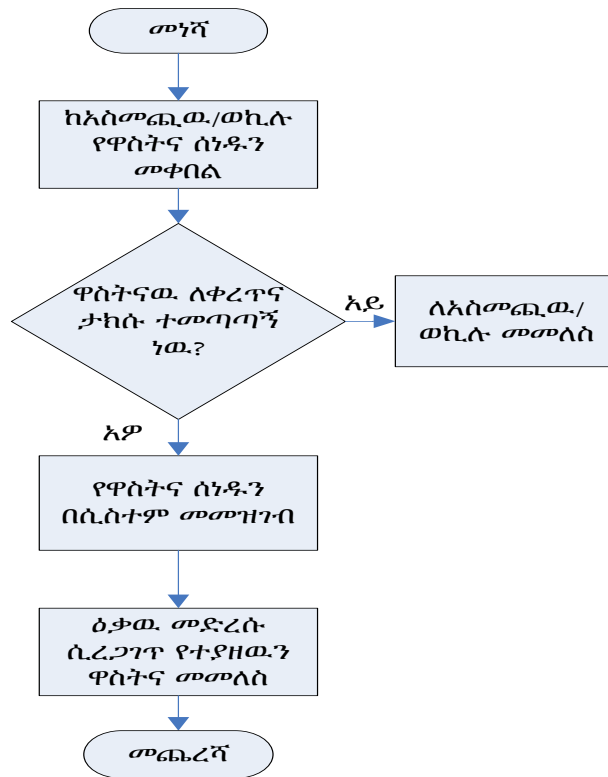 መነሻ
ከአስመጪዉ/ወኪሉ
የዋስትና ሰነዱን
መቀበል
ዋስትናዉ ለቀረጥና
ታክሱ ተመጣጣኝ
ነዉ?
አይ
ለአስመጪዉ/
ወኪሉ መመለስ
አዎ
የዋስትና ሰነዱን
በሲስተም መመዝገብ
ዕቃዉ መድረሱ
ሲረጋገጥ የተያዘዉን
ዋስትና መመለስ
መጨረሻ